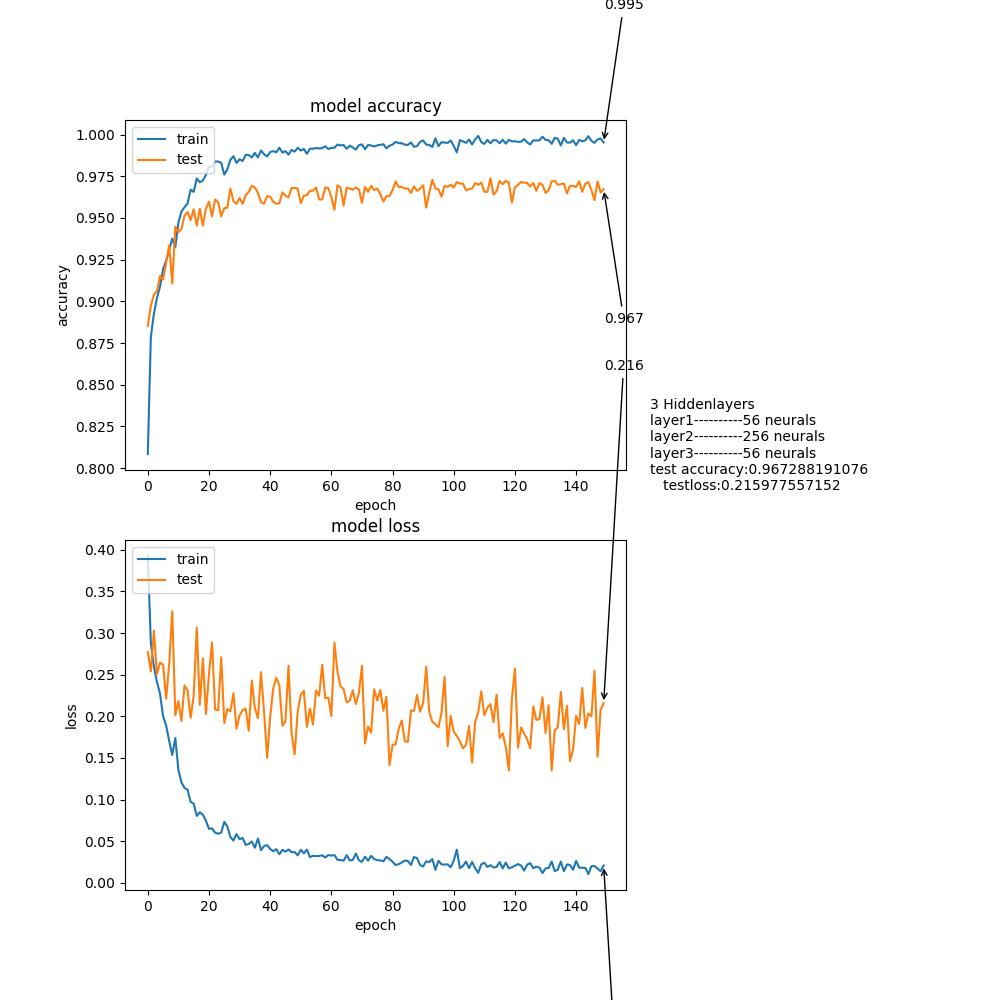 0.995
model accuracy
train
test
1.000
0.975
0.950
0.925
0.900
0.875
0.850
0.825
0.800
accuracy
0 20 40 60 80 100 120 140
epoch
0.967
0.216
3 Hiddenlayers
layer1----------56 neurals
layer2----------256 neurals
layer3----------56 neurals
test accuracy:0.967288191076
testloss:0.215977557152
model loss
train
test
0.40
0.35
0.30
0.25
0.20
0.15
0.10
0.05
0.00
loss
0 20 40 60 80 100 120 140
epoch